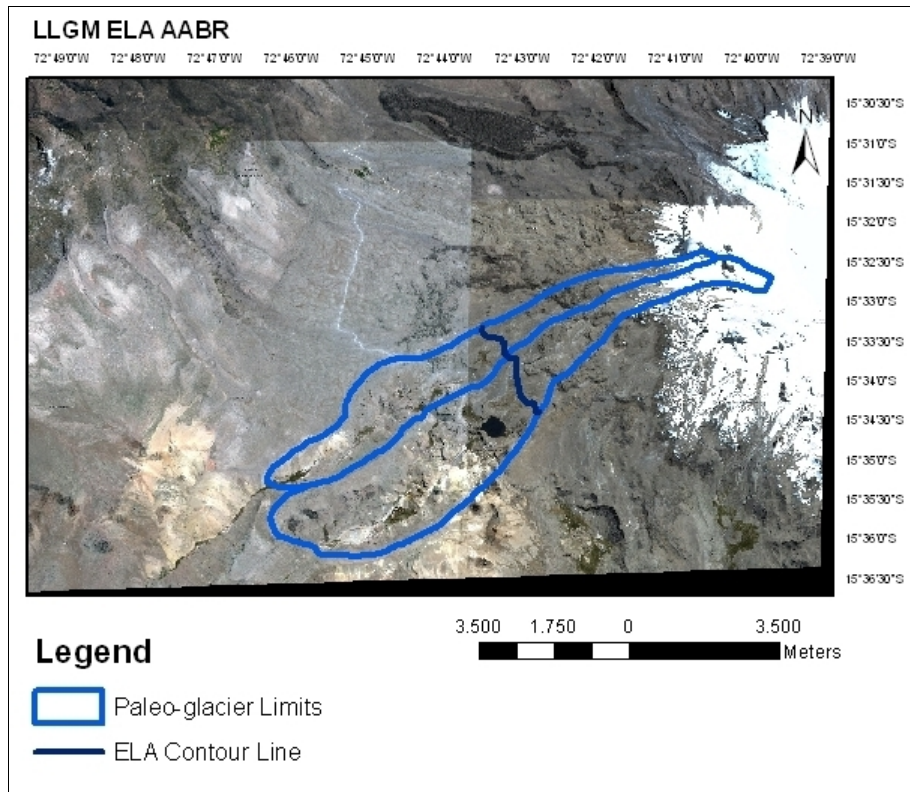 LLGM ELA AABR
72°49'0"W 72°48'0"W 72°47'0"W 72°46'0"W 72°45'0"W 72°44'0"W 72°43'0"W 72°42'0"W 72°41'0"W 72°40'0"W 72°39'0"W
15°30'30"S
N
15°31'0"S
15°31'30"S
15°32'0"S
15°32'30"S
15°33'0"S
15°33'30"S
15°34'0"S
15°34'30"S
15°35'0"S
15°35'30"S
15°36'0"S
15°36'30"S
3.500 1.750 0 3.500
Meters
Legend
Paleo-glacier Limits
ELA Contour Line